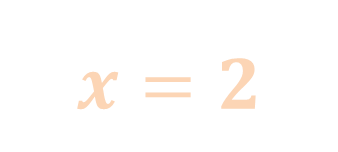 x = 2